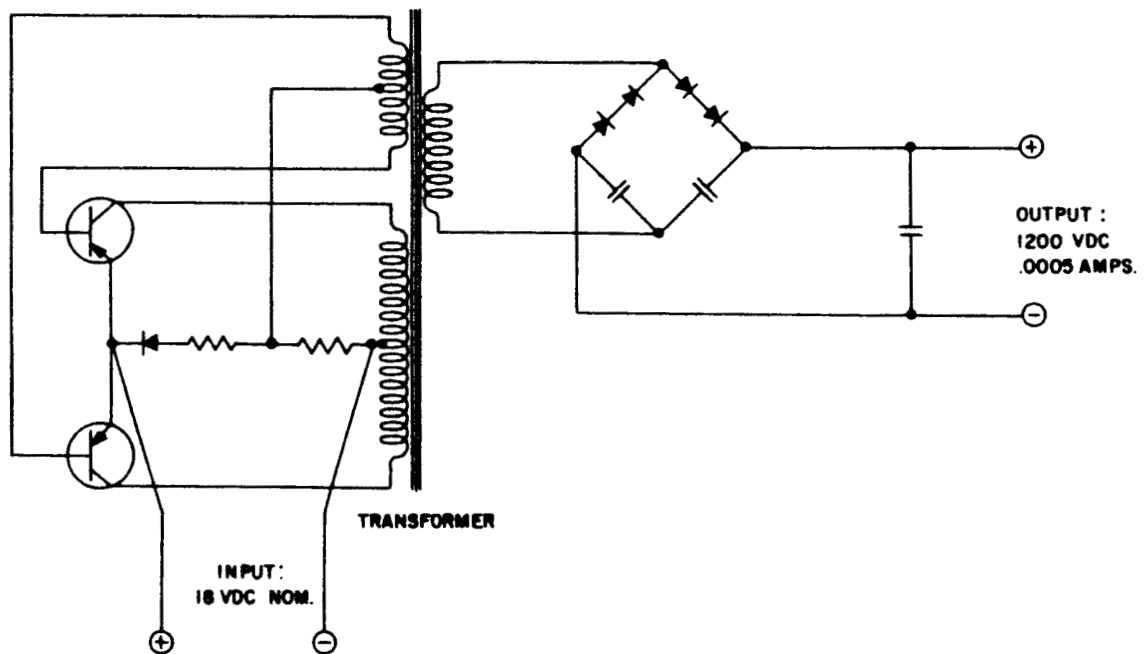 ⊕
OUTPUT :
1200 VDC
.0005 AMPS.
⊖
TRANSFORMER
INPUT:
18 VDC NOM.
⊕ ⊖